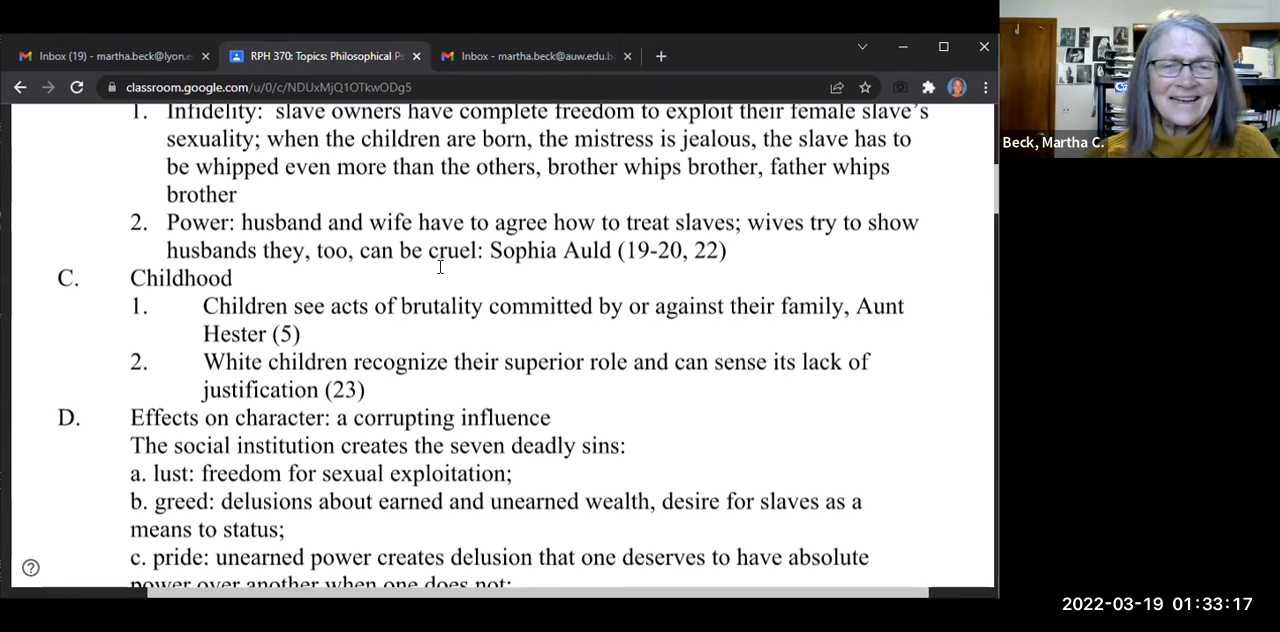 Inbox (19) - martha.beck@lyon.e
RPH 370: Topics: Philosophical P
Inbox - martha.beck@auw.edu.b
classroom.google.com/u/0/c/NDUxMjQ1OTkwODg5
1. Infidelity: slave owners have complete freedom to exploit their female slave's
sexuality; when the children are born, the mistress is jealous, the slave has to
be whipped even more than the others, brother whips brother, father whips
brother
2. Power: husband and wife have to agree how to treat slaves; wives try to show
husbands they, too, can be cruel: Sophia Auld (19-20, 22)
C. Childhood
1. Children see acts of brutality committed by or against their family, Aunt
Hester (5)
2. White children recognize their superior role and can sense its lack of
justification (23)
D. Effects on character: a corrupting influence
The social institution creates the seven deadly sins:
a. lust: freedom for sexual exploitation;
b. greed: delusions about earned and unearned wealth, desire for slaves as a
means to status;
c. pride: unearned power creates delusion that one deserves to have absolute
power over another when one does not;
Beck, Martha C.
2022-03-19 01:33:17